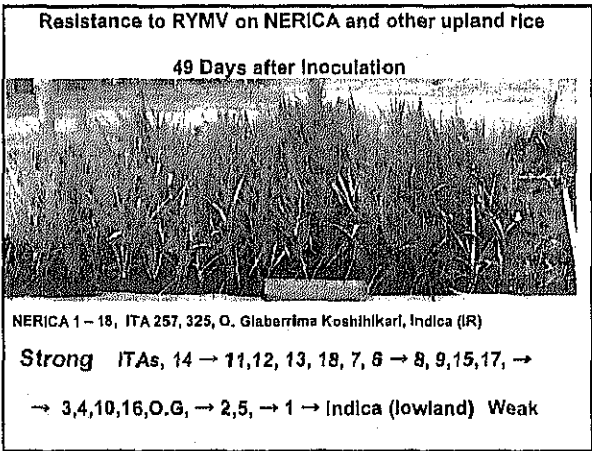 Resistance to RYMV on NERICA and other upland rice
49 Days after Inoculation
NERICA 1 – 18, ITA 257, 325, O. Glaberrima Koshihikari, Indica (IR)
Strong ITAs, 14 → 11,12, 13, 18, 7, 6 → 8, 9,15,17, →
→ 3,4,10,16,O.G, → 2,5, → 1 → Indica (lowland) Weak